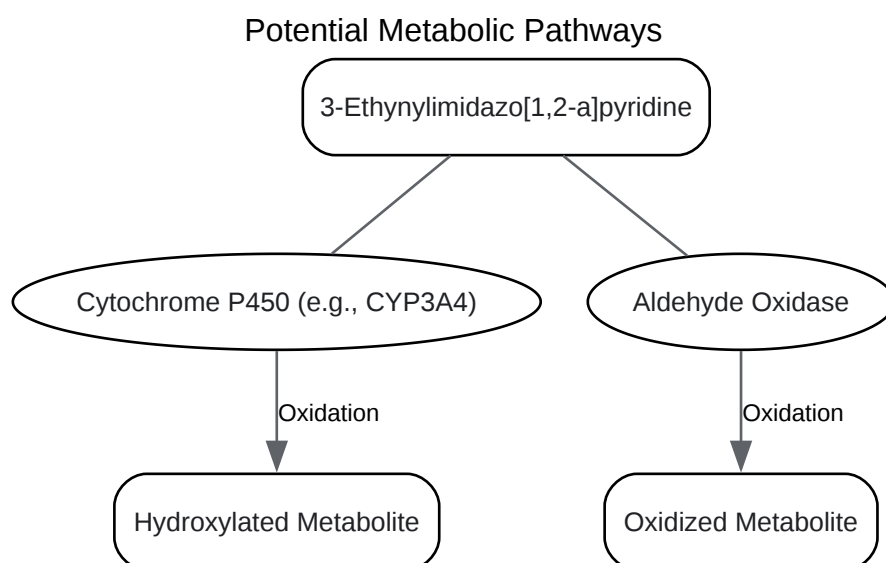 Potential Metabolic Pathways
3-Ethynylimidazo[1,2-a]pyridine
Cytochrome P450 (e.g., CYP3A4)
Aldehyde Oxidase
Oxidation
Oxidation
Hydroxylated Metabolite
Oxidized Metabolite